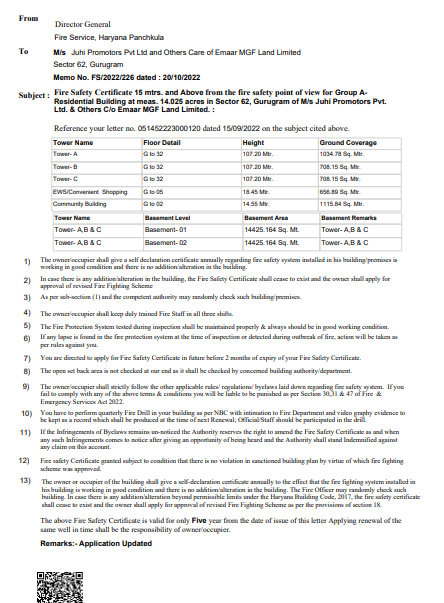 From
Director General
Fire Service, Haryana Panchkula
To
M/s Juhi Promotors Pvt Ltd and Others Care of Emaar MGF Land Limited
Sector 62, Gurugram
Memo No. FS/2022/226 dated : 20/10/2022
Subject : Fire Safety Certificate 15 mtrs. and Above from the fire safety point of view for Group A-
Residential Building at meas. 14.025 acres in Sector 62, Gurugram of M/s Juhi Promotors Pvt.
Ltd. & Others C/o Emaar MGF Land Limited. :
Reference your letter no. 051452223000120 dated 15/09/2022 on the subject cited above.
Tower Name Floor Detail Height Ground Coverage
Tower- A G to 32 107.20 Mtr. 1034.78 Sq. Mtr.
Tower- B G to 32 107.20 Mtr. 708.15 Sq. Mtr.
Tower- C G to 32 107.20 Mtr. 708.15 Sq. Mtr.
EWS/Convenient Shopping G to 05 18.45 Mtr. 656.89 Sq. Mtr.
Community Building G to 02 14.55 Mtr. 1115.84 Sq. Mtr.
Tower Name Basement Level Basement Area Basement Remarks
Tower- A,B & C Basement- 01 14425.164 Sq. Mt. Tower- A,B & C
Tower- A,B & C Basement- 02 14425.164 Sq. Mt. Tower- A,B & C
1) The owner/occupier shall give a self declaration certificate annually regarding fire safety system installed in his building/premises is
working in good condition and there is no addition/alteration in the building.
2) In case there is any addition/alteration in the building, the Fire Safety Certificate shall cease to exist and the owner shall apply for
approval of revised Fire Fighting Scheme
3) As per sub-section (1) and the competent authority may randomly check such building/premises.
4) The owner/occupier shall keep duly trained Fire Staff in all three shifts.
5) The Fire Protection System tested during inspection shall be maintained properly & always should be in good working condition.
6) If any lapse is found in the fire protection system at the time of inspection or detected during outbreak of fire, action will be taken as
per rules against you.
7) You are directed to apply for Fire Safety Certificate in future before 2 months of expiry of your Fire Safety Certificate.
8) The open set back area is not checked at our end as it shall be checked by concerned building authority/department.
9) The owner/occupier shall strictly follow the other applicable rules/ regulations/ byelaws laid down regarding fire safety system. If you
fail to comply with any of the above terms & conditions you will be liable to be punished as per Section 30,31 & 47 of Fire &
Emergency Services Act 2022.
10) You have to perform quarterly Fire Drill in your building as per NBC with intimation to Fire Department and video graphy evidence to
be kept as a record which shall be produced at the time of next Renewal; Official/Staff should be participated in the drill.
11) If the Infringements of Byelaws remains un-noticed the Authority reserves the right to amend the Fire Safety Certificate as and when
any such Infringements comes to notice after giving an opportunity of being heard and the Authority shall stand Indemnified against
any claim on this account.
12) Fire safety certificate granted subject to condition that there is no violation in sanctioned building plan by virtue of which fire fighting
scheme was approved.
13) The owner or occupier of the building shall give a self-declaration certificate annually to the effect that the fire fighting system installed in
his building is working in good condition and there is no addition/alteration in the building. The Fire Officer may randomly check such
building. In case there is any addition/alteration beyond permissible limits under the Haryana Building Code, 2017, the fire safety certificate
shall cease to exist and the owner shall apply for approval of revised Fire Fighting Scheme as per the provisions of section 18.
The above Fire Safety Certificate is valid for only Five year from the date of issue of this letter Applying renewal of the
same well in time shall be the responsibility of owner/occupier.
Remarks:- Application Updated